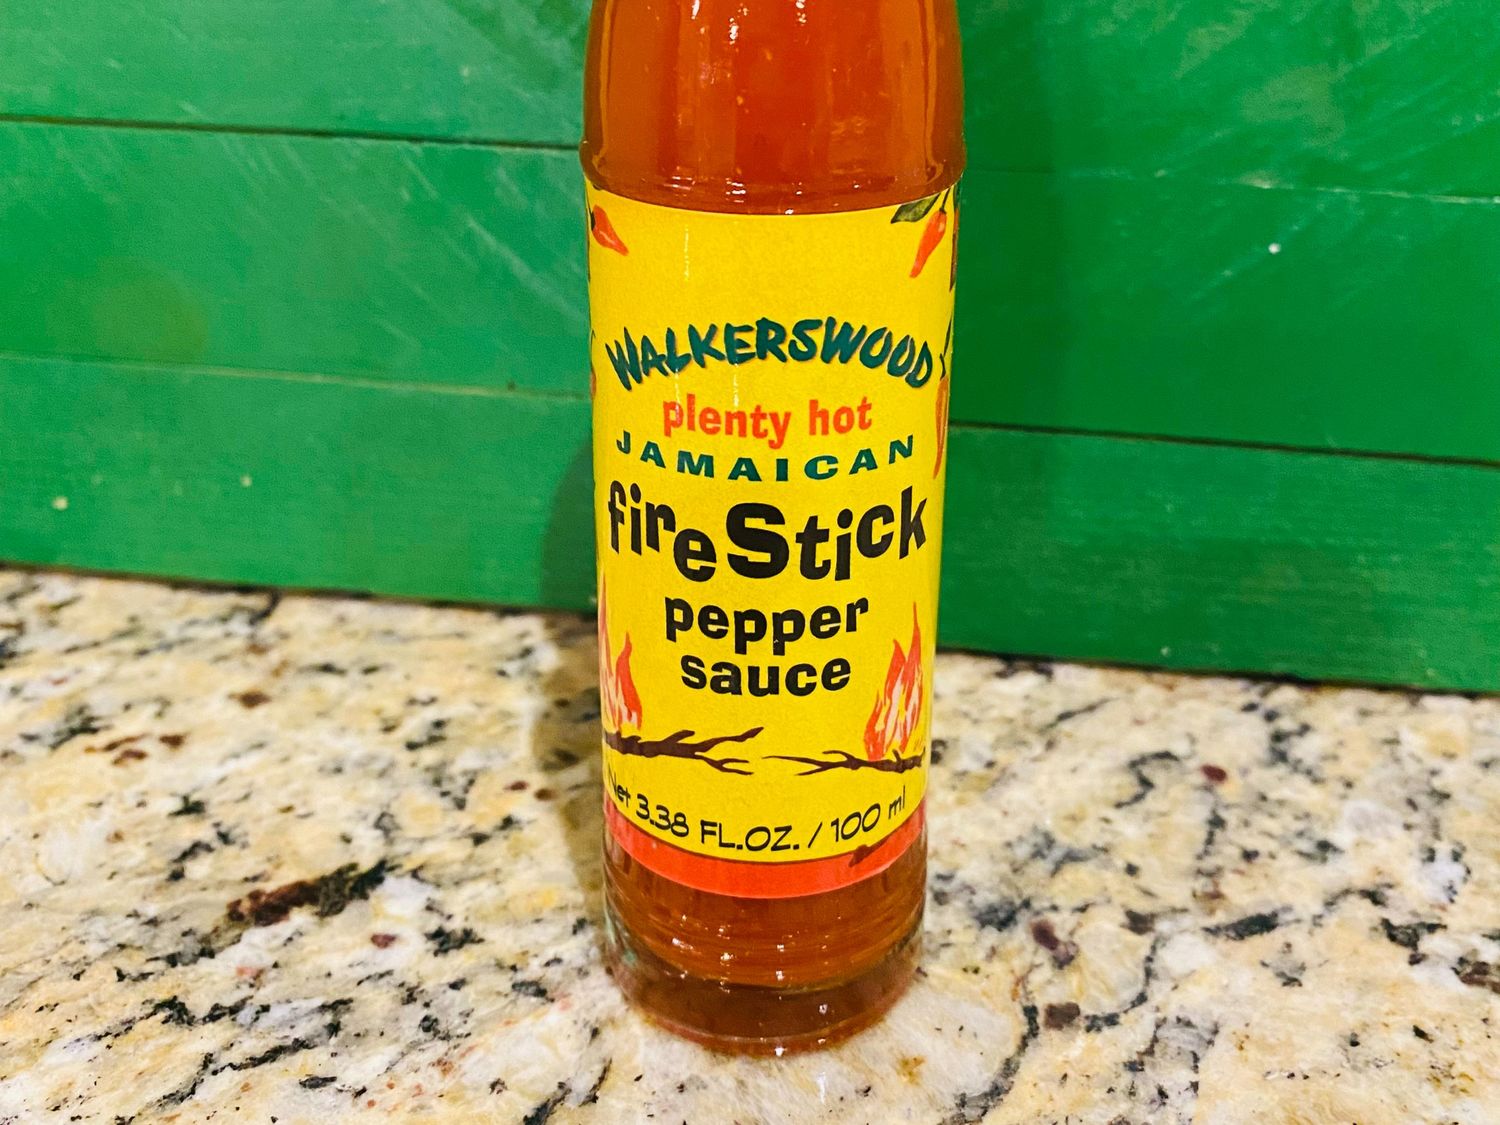 WALKERSWOOD
plenty hot
JAMAICAN
fireStick
pepper
sauce
Net 3.38 FL.OZ. / 100 ml